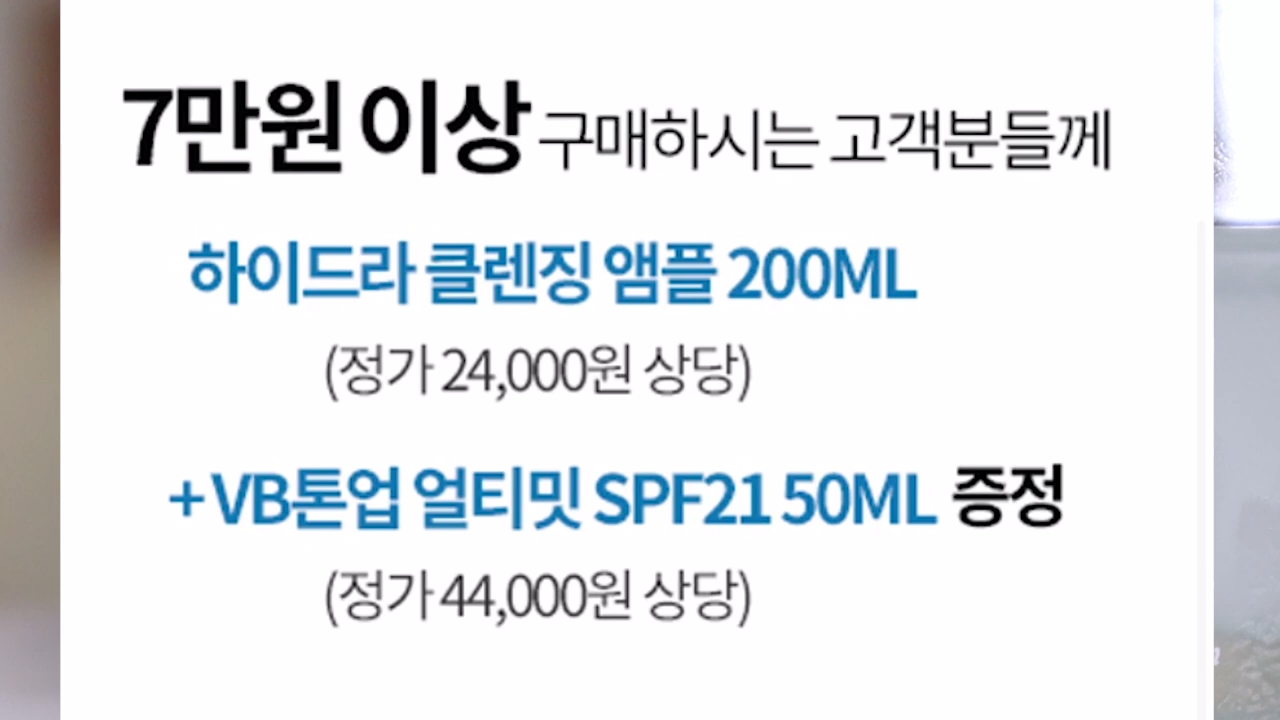 7만원 이상 구매하시는 고객분들께
하이드라 클렌징 앰플 200ML
(정가 24,000원 상당)
+ VB톤업 얼티밋 SPF21 50ML 증정
(정가 44,000원 상당)